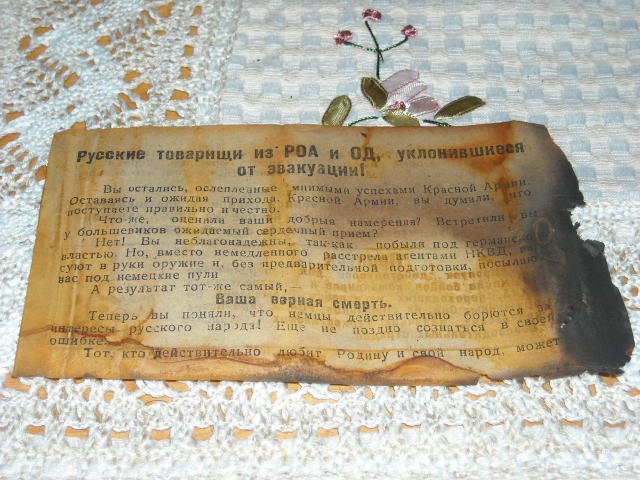 Русские товарищи из РОА и ОД, уклонившиеся
от эвакуации!
Вы остались, ослепленные мнимыми успехами Красной Армии.
Оставаясь и ожидая прихода Красной Армии, вы думали, что
поступаете правильно и честно.
Что-же, оценили ваши добрыя намерения? Встретили вы
у большевиков ожидаемый сердечный прием?
Нет! Вы неблагонадежны, так-как побыли под германской
властью. Но, вместо немедленного расстрела агентами НКВД, вам
суют в руки оружие и, без предварительной подготовки, посылаю
вас под немецкие пули
А результат тот-же самый,—
Ваша верная смерть.
Теперь вы поняли, что немцы действительно борются за
интересы русского народа! Еще не поздно сознаться в своей
ошибке.
Тот, кто действительно любит Родину и свой народ, может